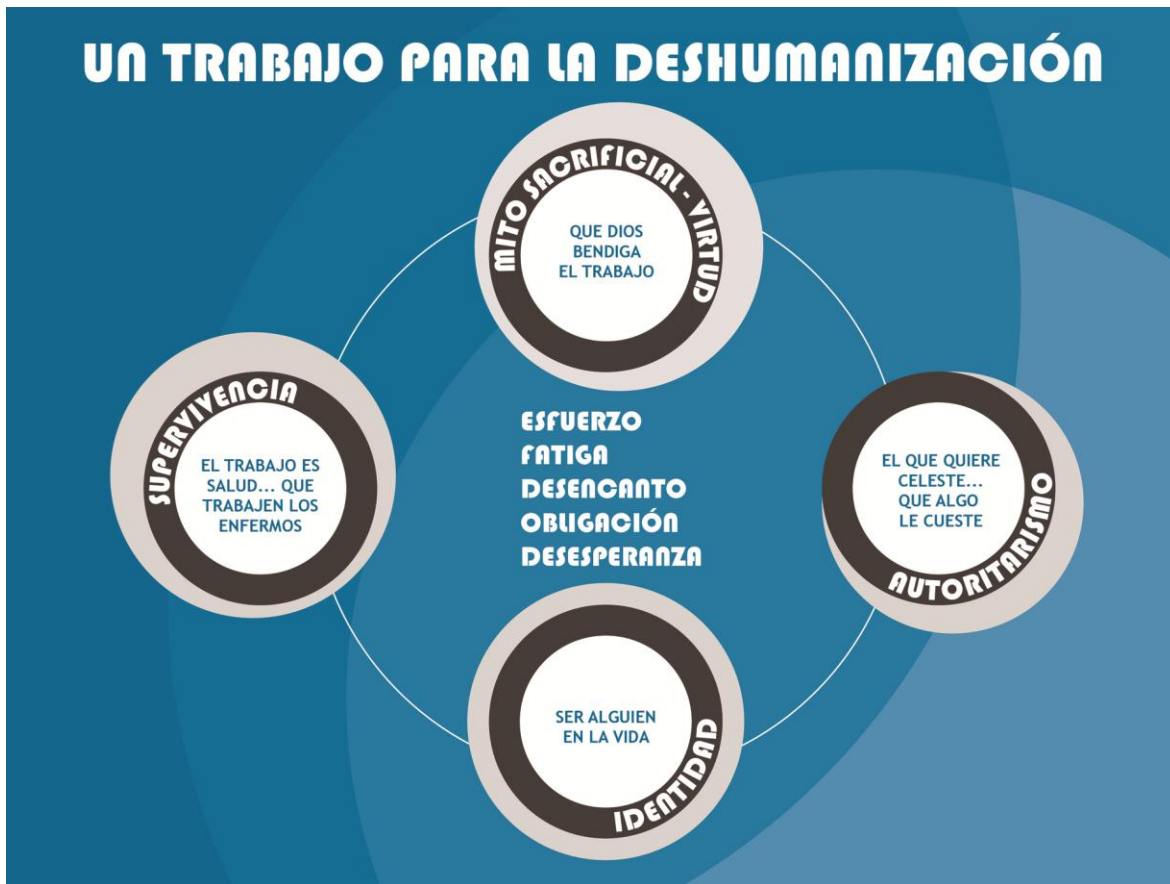 UN TRABAJO PARA LA DESHUMANIZACIÓN
MITO SACRIFICIAL - VIRTUD
QUE DIOS
BENDIGA
EL TRABAJO
SUPERVIVENCIA
EL TRABAJO ES
SALUD... QUE
TRABAJEN LOS
ENFERMOS
ESFUERZO
FATIGA
DESENCANTO
OBLIGACIÓN
DESESPERANZA
EL QUE QUIERE
CELESTE...
QUE ALGO
LE CUESTE
AUTORITARISMO
SER ALGUIEN
EN LA VIDA
IDENTIDAD